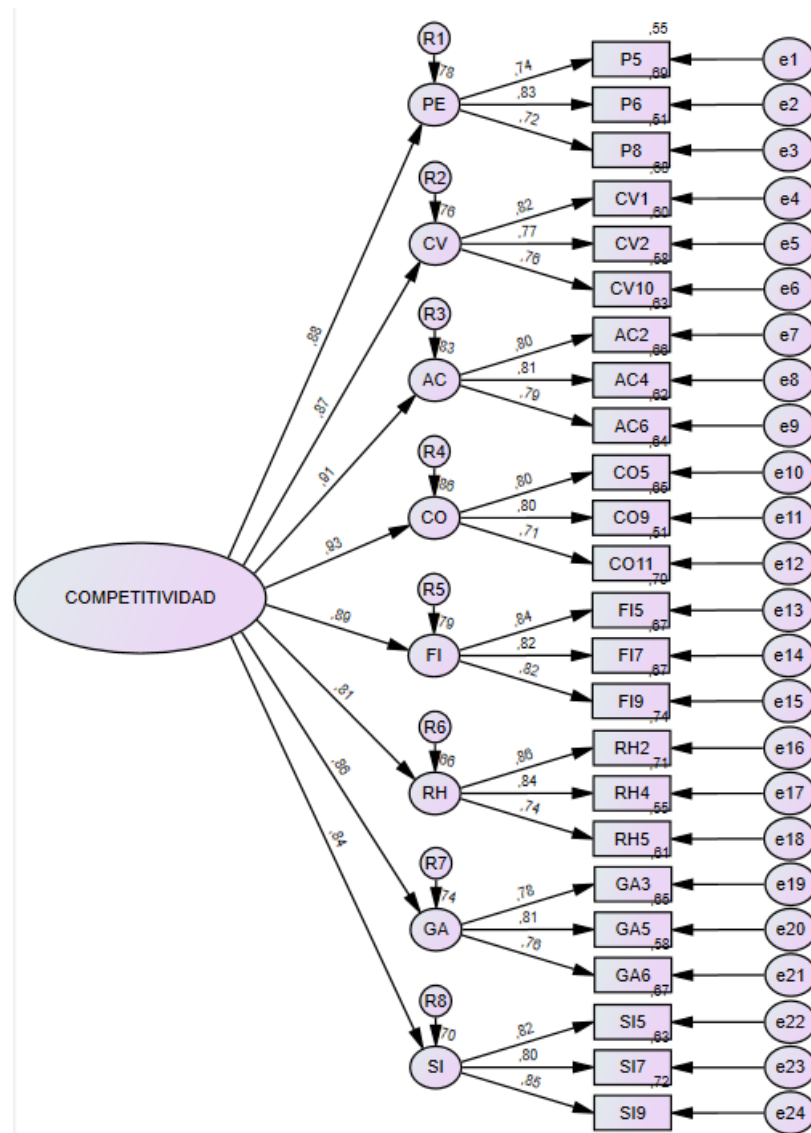 ,55
R1
P5
e1
,78
,74
,69
PE
,83
P6
e2
,72
,51
P8
e3
R2
,68
CV1
e4
,76
,82
,60
CV
,77
CV2
e5
,76
,58
CV10
e6
R3
,63
AC2
e7
,83
,80
,66
,88
AC
,81
AC4
e8
,79
,62
,87
AC6
e9
R4
,64
,91
CO5
e10
,86
,80
,65
CO
,80
CO9
e11
,93
,71
,51
CO11
e12
R5
,70
COMPETITIVIDAD
FI5
e13
,89
,79
,84
,67
FI
,82
FI7
e14
,82
,67
,81
FI9
e15
R6
,74
RH2
e16
,86
,66
,86
,71
RH
,84
RH4
e17
,84
,74
,55
RH5
e18
R7
,61
GA3
e19
,74
,78
,65
GA
,81
GA5
e20
,76
,58
GA6
e21
R8
,67
SI5
e22
,70
,82
,63
SI
,80
SI7
e23
,85
,72
SI9
e24